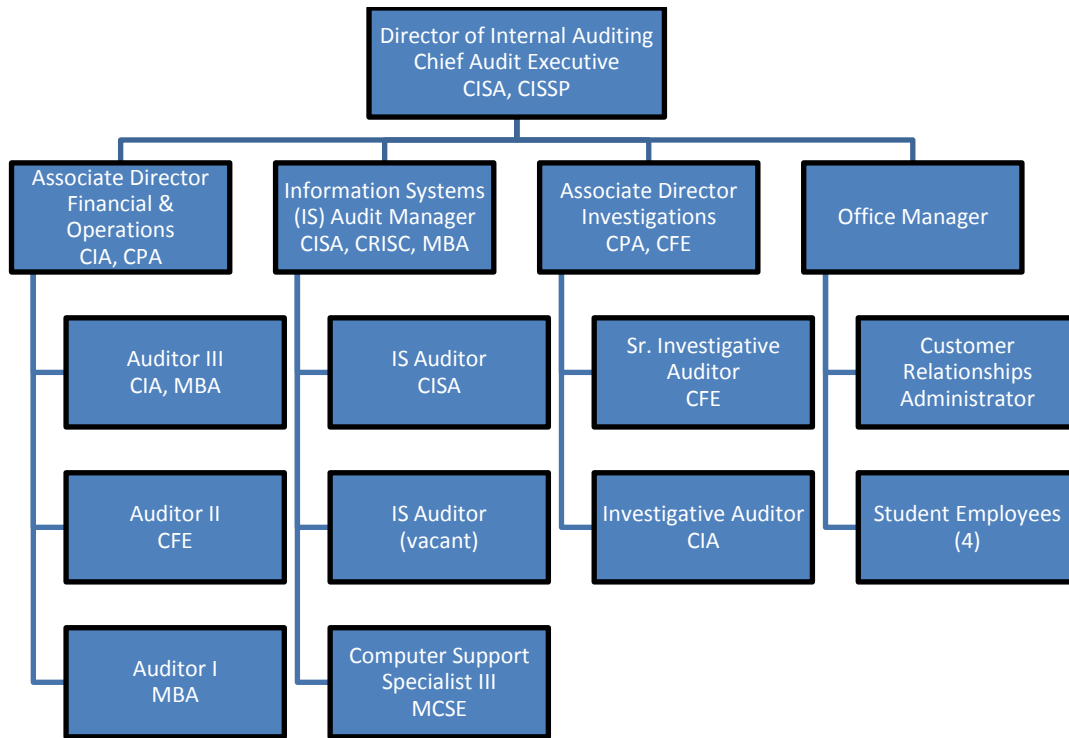 Director of Internal Auditing
Chief Audit Executive
CISA, CISSP
Associate Director
Financial &
Operations
CIA, CPA
Information Systems
(IS) Audit Manager
CISA, CRISC, MBA
Associate Director
Investigations
CPA, CFE
Office Manager
Auditor III
CIA, MBA
IS Auditor
CISA
Sr. Investigative
Auditor
CFE
Customer
Relationships
Administrator
Auditor II
CFE
IS Auditor
(vacant)
Investigative Auditor
CIA
Student Employees
(4)
Auditor I
MBA
Computer Support
Specialist III
MCSE